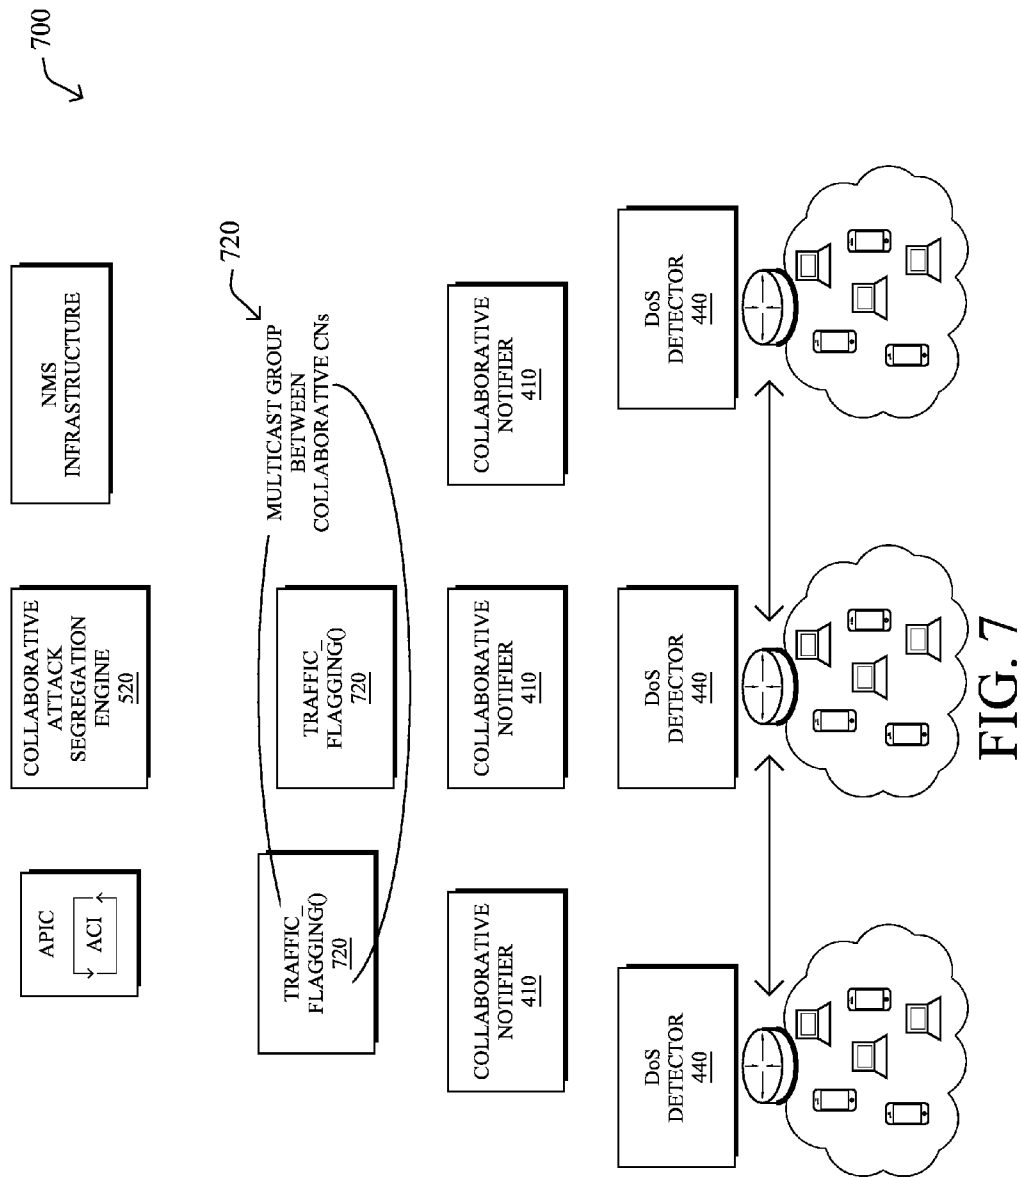 700
APIC
ACI
COLLABORATIVE
ATTACK
SEGREGATION
ENGINE
520
NMS
INFRASTRUCTURE
720
MULTICAST GROUP
BETWEEN
COLLABORATIVE CNs
TRAFFIC_
FLAGGING()
720
TRAFFIC_
FLAGGING()
720
COLLABORATIVE
NOTIFIER
410
COLLABORATIVE
NOTIFIER
410
COLLABORATIVE
NOTIFIER
410
DoS
DETECTOR
440
DoS
DETECTOR
440
DoS
DETECTOR
440
FIG. 7